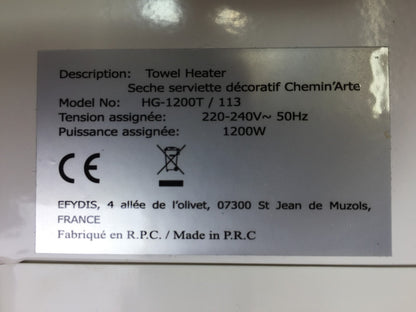 Description: Towel Heater
Seche serviette décoratif Chemin'Arte
Model No: HG-1200T / 113
Tension assignée: 220-240V~ 50Hz
Puissance assignée: 1200W
CE
EFYDIS, 4 allée de l'olivet, 07300 St Jean de Muzols,
FRANCE
Fabriqué en R.P.C. / Made in P.R.C